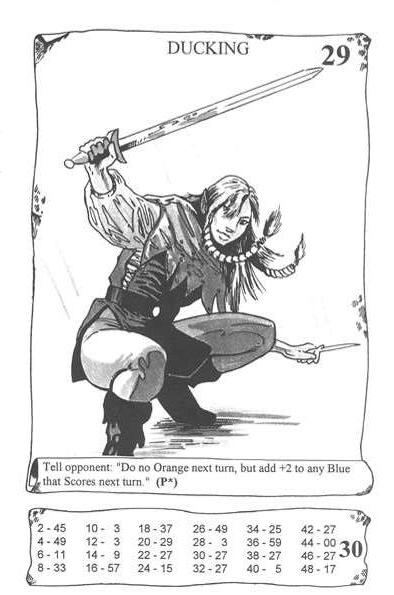 DUCKING
29
Tell opponent: "Do no Orange next turn, but add +2 to any Blue
that Scores next turn." (P*)
2 - 45 10 - 3 18 - 37 26 - 49 34 - 25 42 - 27
4 - 49 12 - 3 20 - 29 28 - 3 36 - 59 44 - 00
6 - 11 14 - 9 22 - 27 30 - 27 38 - 27 46 - 27
8 - 33 16 - 57 24 - 15 32 - 27 40 - 5 48 - 17
30